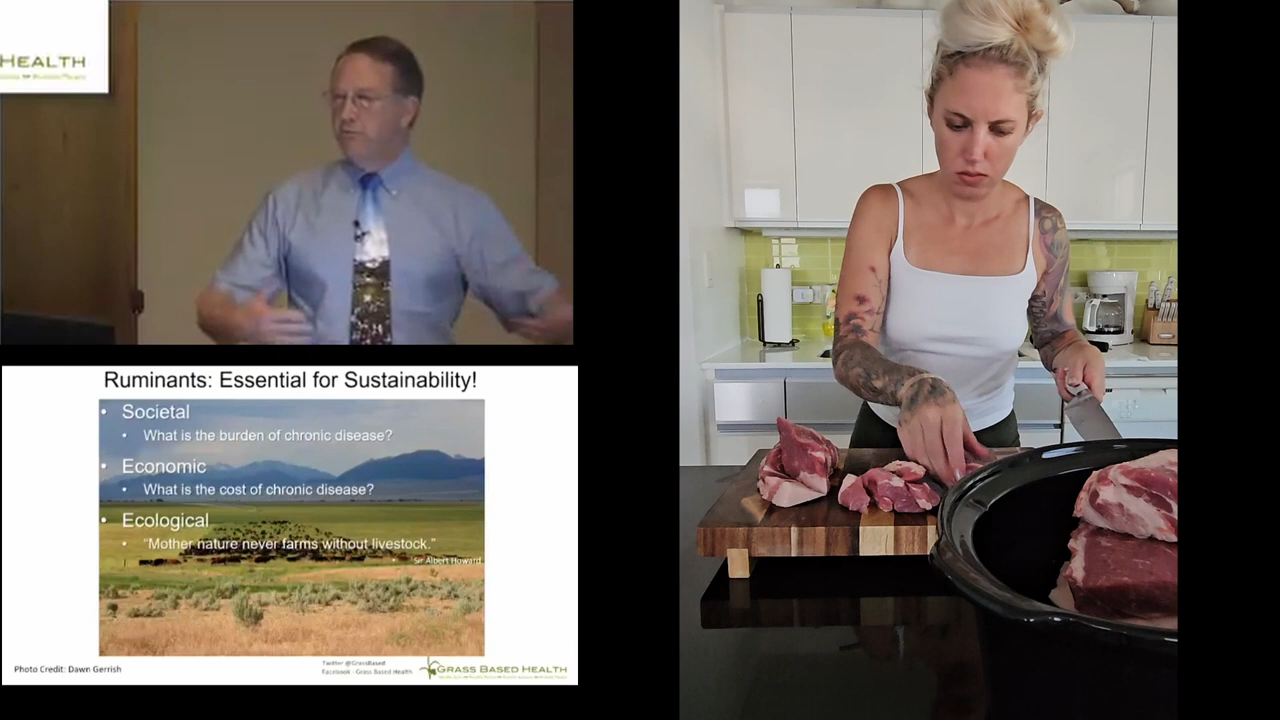 HEALTH
Ruminants: Essential for Sustainability!
• Societal
• What is the burden of chronic disease?
• Economic
• What is the cost of chronic disease?
• Ecological
• “Mother nature never farms without livestock.”
Sir Albert Howard
Photo Credit: Dawn Gerrish
Twitter @GrassBased
Facebook - Grass Based Health
GRASS BASED HEALTH